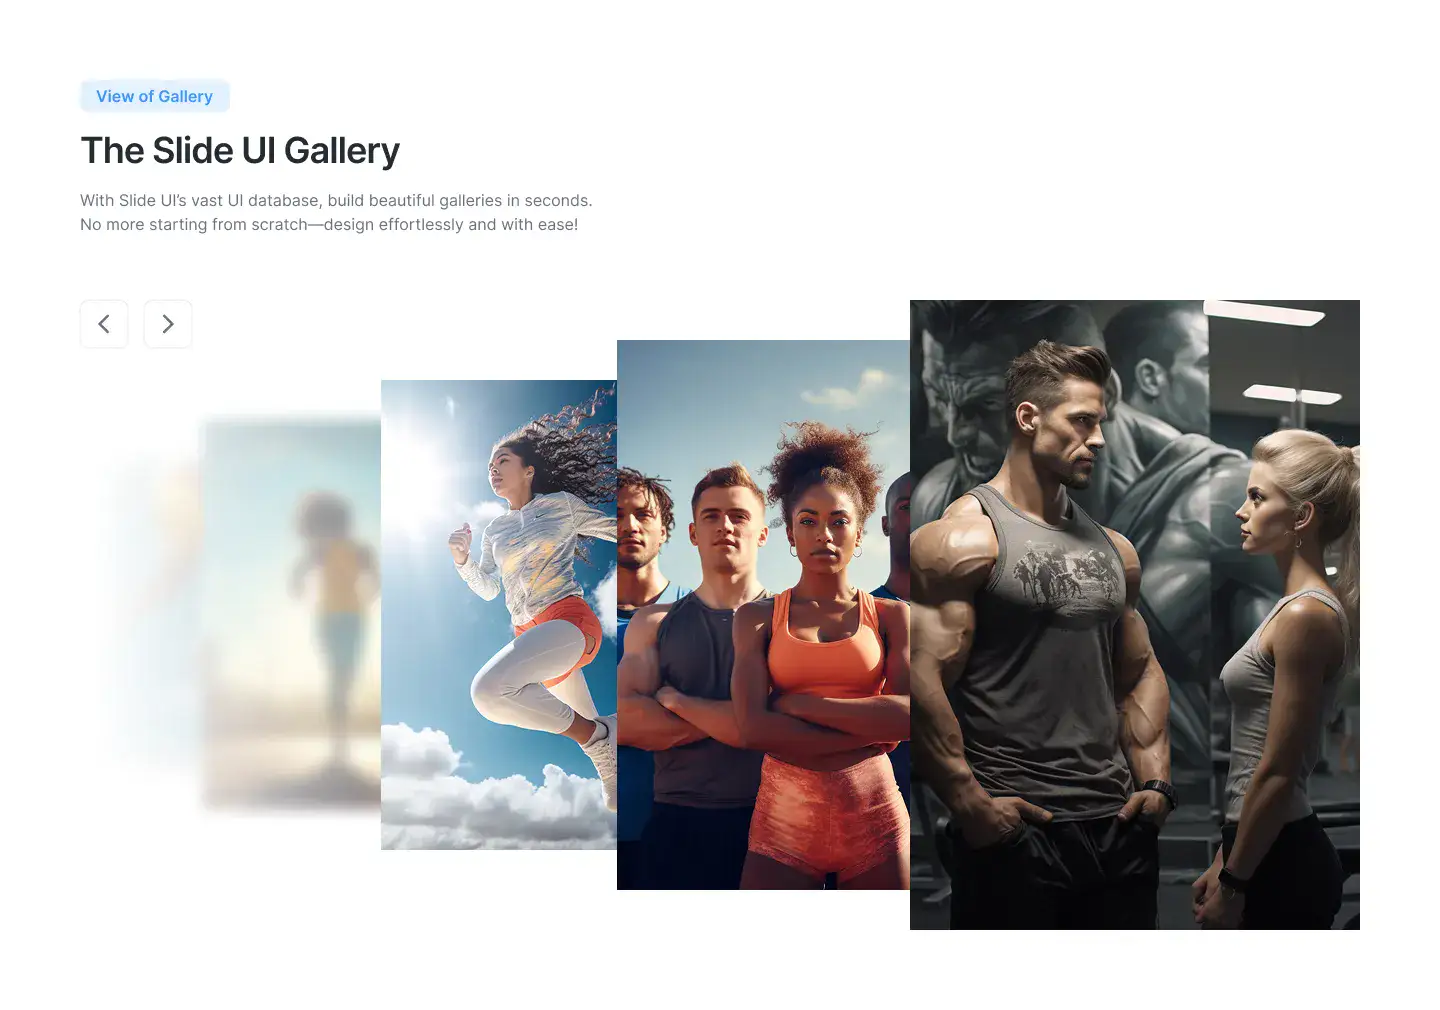 View of Gallery
The Slide UI Gallery
With Slide UI’s vast UI database, build beautiful galleries in seconds.
No more starting from scratch—design effortlessly and with ease!